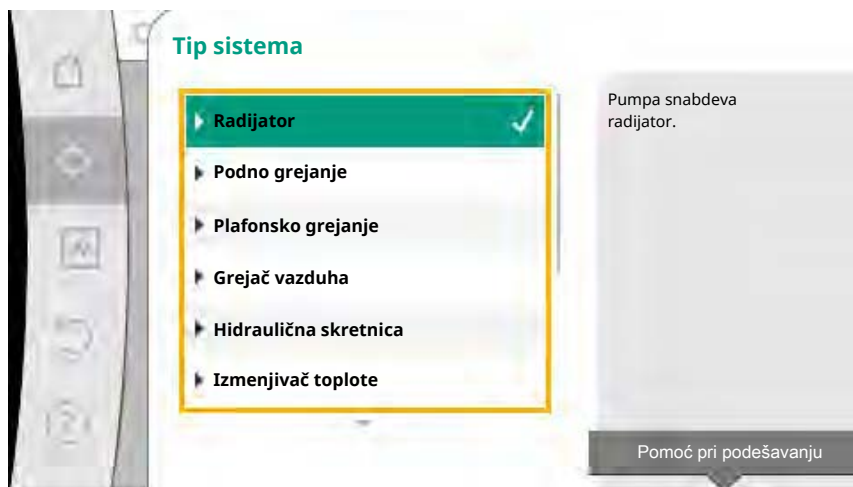 Tip sistema
Radijator
Podno grejanje
Plafonsko grejanje
Grejač vazduha
Hidraulična skretnica
Izmenjivač toplote
Pumpa snabdeva
radijator.
Pomoć pri podešavanju